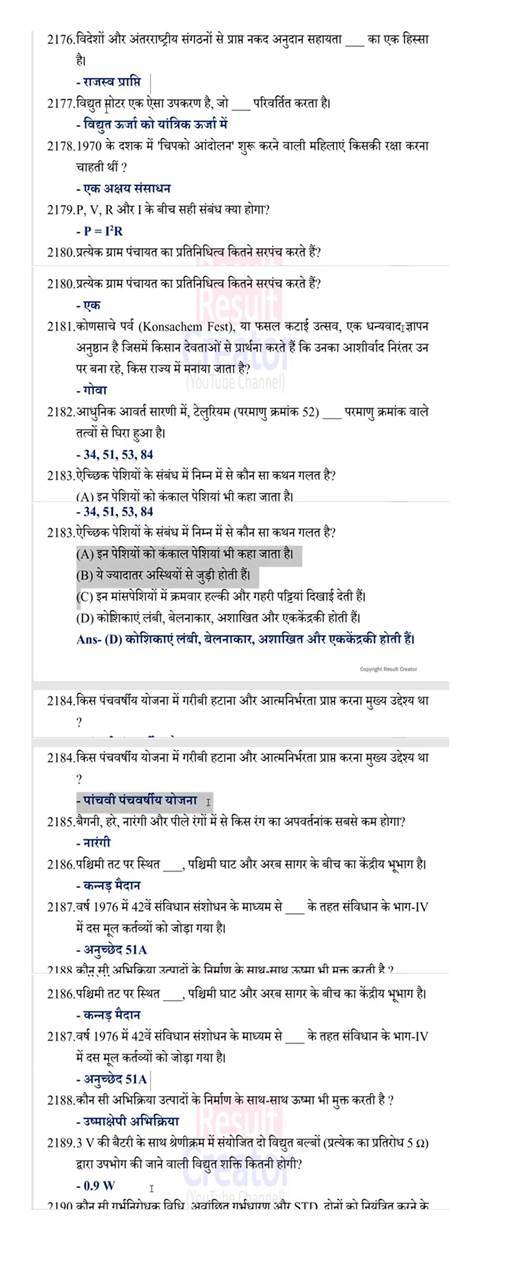 2176.विदेशों और अंतरराष्ट्रीय संगठनों से प्राप्त नकद अनुदान सहायता ____ का एक हिस्सा
है।
- राजस्व प्राप्ति
2177.विद्युत मोटर एक ऐसा उपकरण है, जो ____ परिवर्तित करता है।
- विद्युत ऊर्जा को यांत्रिक ऊर्जा में
2178.1970 के दशक में 'चिपको आंदोलन' शुरू करने वाली महिलाएं किसकी रक्षा करना
चाहती थीं ?
- एक अक्षय संसाधन
2179.P, V, R और I के बीच सही संबंध क्या होगा?
- P = I²R
2180.प्रत्येक ग्राम पंचायत का प्रतिनिधित्व कितने सरपंच करते हैं?
2180.प्रत्येक ग्राम पंचायत का प्रतिनिधित्व कितने सरपंच करते हैं?
- एक
2181.कोणसाचे पर्व (Konsachem Fest), या फसल कटाई उत्सव, एक धन्यवाद ज्ञापन
अनुष्ठान है जिसमें किसान देवताओं से प्रार्थना करते हैं कि उनका आशीर्वाद निरंतर उन
पर बना रहे, किस राज्य में मनाया जाता है?
- गोवा
2182.आधुनिक आवर्त सारणी में, टेलुरियम (परमाणु क्रमांक 52) ____ परमाणु क्रमांक वाले
तत्वों से घिरा हुआ है।
- 34, 51, 53, 84
2183.ऐच्छिक पेशियों के संबंध में निम्न में से कौन सा कथन गलत है?
(A) इन पेशियों को कंकाल पेशियां भी कहा जाता है।
- 34, 51, 53, 84
2183.ऐच्छिक पेशियों के संबंध में निम्न में से कौन सा कथन गलत है?
(A) इन पेशियों को कंकाल पेशियां भी कहा जाता है।
(B) ये ज्यादातर अस्थियों से जुड़ी होती हैं।
(C) इन मांसपेशियों में क्रमवार हल्की और गहरी पट्टियां दिखाई देती हैं।
(D) कोशिकाएं लंबी, बेलनाकार, अशाखित और एककेंद्रकी होती हैं।
Ans- (D) कोशिकाएं लंबी, बेलनाकार, अशाखित और एककेंद्रकी होती हैं।
Copyright Result Creator
2184.किस पंचवर्षीय योजना में गरीबी हटाना और आत्मनिर्भरता प्राप्त करना मुख्य उद्देश्य था
?
2184.किस पंचवर्षीय योजना में गरीबी हटाना और आत्मनिर्भरता प्राप्त करना मुख्य उद्देश्य था
?
- पांचवी पंचवर्षीय योजना
2185.बैगनी, हरे, नारंगी और पीले रंगों में से किस रंग का अपवर्तनांक सबसे कम होगा?
- नारंगी
2186.पश्चिमी तट पर स्थित ____, पश्चिमी घाट और अरब सागर के बीच का केंद्रीय भूभाग है।
- कन्नड़ मैदान
2187.वर्ष 1976 में 42वें संविधान संशोधन के माध्यम से ____ के तहत संविधान के भाग-IV
में दस मूल कर्तव्यों को जोड़ा गया है।
- अनुच्छेद 51A
2188.कौन सी अभिक्रिया उत्पादों के निर्माण के साथ-साथ ऊष्मा भी मुक्त करती है ?
2186.पश्चिमी तट पर स्थित ____, पश्चिमी घाट और अरब सागर के बीच का केंद्रीय भूभाग है।
- कन्नड़ मैदान
2187.वर्ष 1976 में 42वें संविधान संशोधन के माध्यम से ____ के तहत संविधान के भाग-IV
में दस मूल कर्तव्यों को जोड़ा गया है।
- अनुच्छेद 51A
2188.कौन सी अभिक्रिया उत्पादों के निर्माण के साथ-साथ ऊष्मा भी मुक्त करती है ?
- उष्माक्षेपी अभिक्रिया
2189.3 V की बैटरी के साथ श्रेणीक्रम में संयोजित दो विद्युत बल्बों (प्रत्येक का प्रतिरोध 5 Ω)
द्वारा उपभोग की जाने वाली विद्युत शक्ति कितनी होगी?
- 0.9 W
2190 कौन सी गर्भनिरोधक विधि, अवांछित गर्भधारण और STD, दोनों को नियंत्रित करने के
Result
Creator
(YouTube Channel)